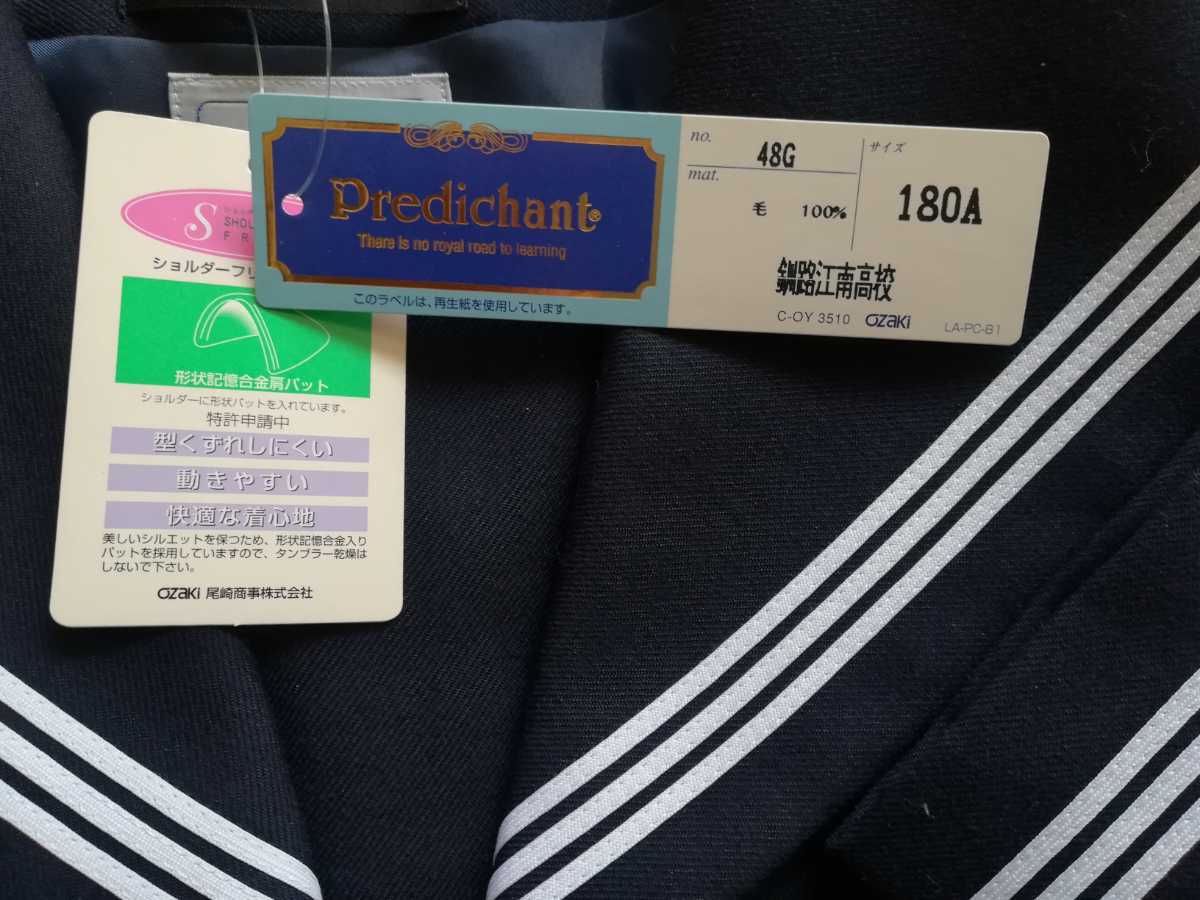 Predichant®
There is no royal road to learning
このラベルは、再生紙を使用しています。
no.
48G
mat.
毛 100%
サイズ
180A
釧路江南高校
C-OY 3510 OZAKI LA-PC-B1
S
ショルダーフリ
形状記憶合金肩パット
ショルダーに形状パットを入れています。
特許申請中
型くずれしにくい
動きやすい
快適な着心地
美しいシルエットを保つため、形状記憶合金入り
パットを採用していますので、タンブラー乾燥は
しないで下さい。
OZAKI 尾崎商事株式会社